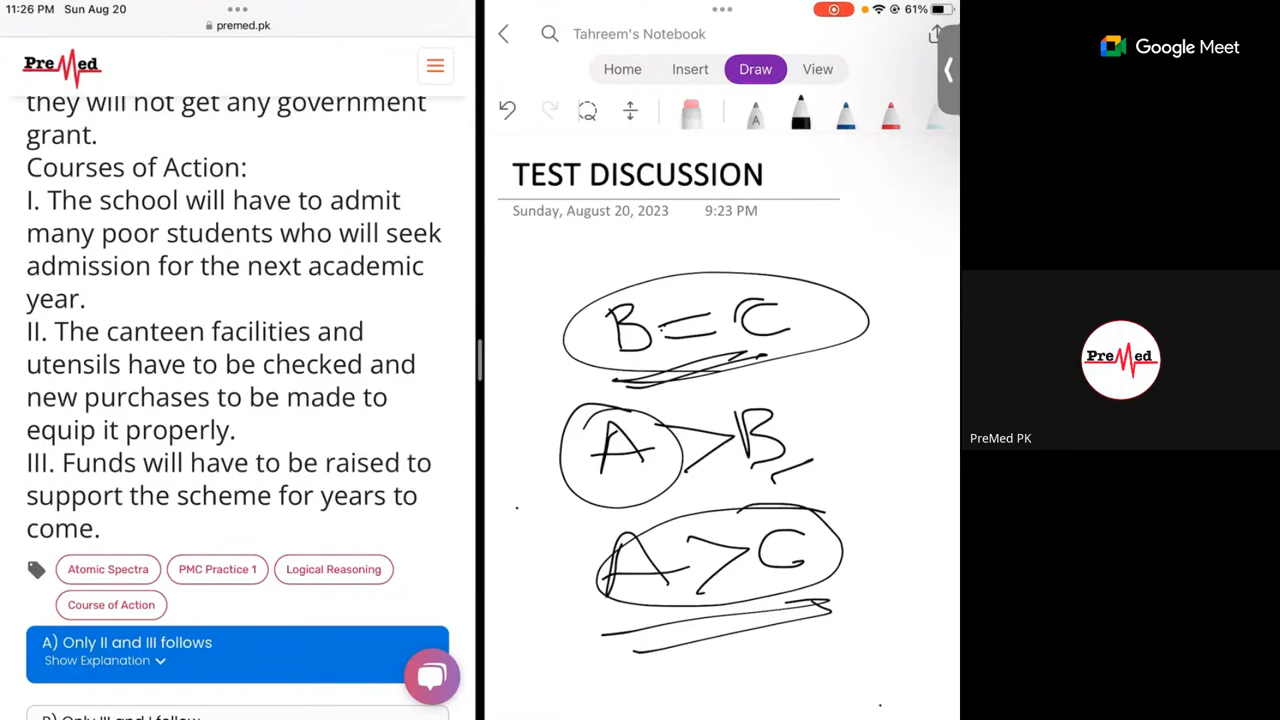 11:26 PM Sun Aug 20
premed.pk
PreMed
they will not get any government
grant.
Courses of Action:
I. The school will have to admit
many poor students who will seek
admission for the next academic
year.
II. The canteen facilities and
utensils have to be checked and
new purchases to be made to
equip it properly.
III. Funds will have to be raised to
support the scheme for years to
come.
Atomic Spectra
PMC Practice 1
Logical Reasoning
Course of Action
A) Only II and III follows
Show Explanation
B) Only III and I follow
61%
Tahreem's Notebook
Home Insert Draw View
A
TEST DISCUSSION
Sunday, August 20, 2023 9:23 PM
B = C
A > B
A > C
Google Meet
PreMed
PreMed PK